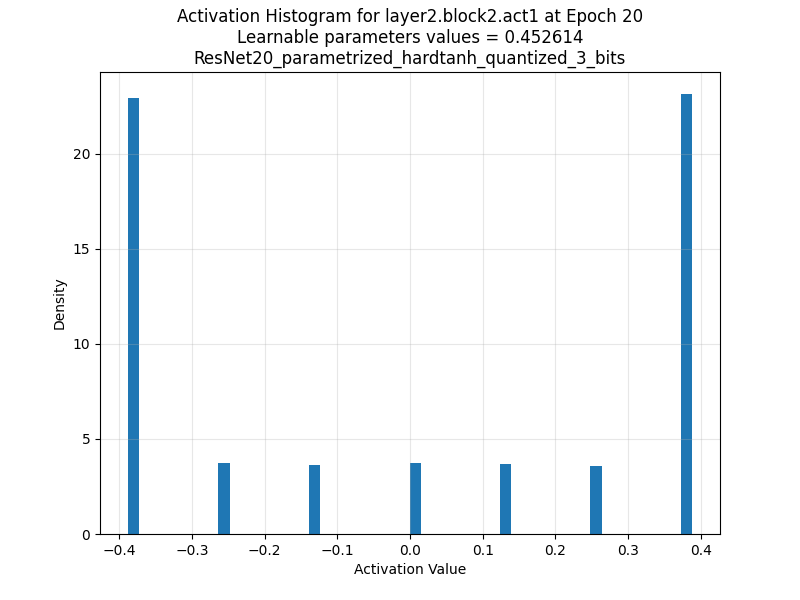 Activation Histogram for layer2.block2.act1 at Epoch 20
Learnable parameters values = 0.452614
ResNet20_parametrized_hardtanh_quantized_3_bits
Density
20
15
10
5
0
−0.4 −0.3 −0.2 −0.1 0.0 0.1 0.2 0.3 0.4
Activation Value